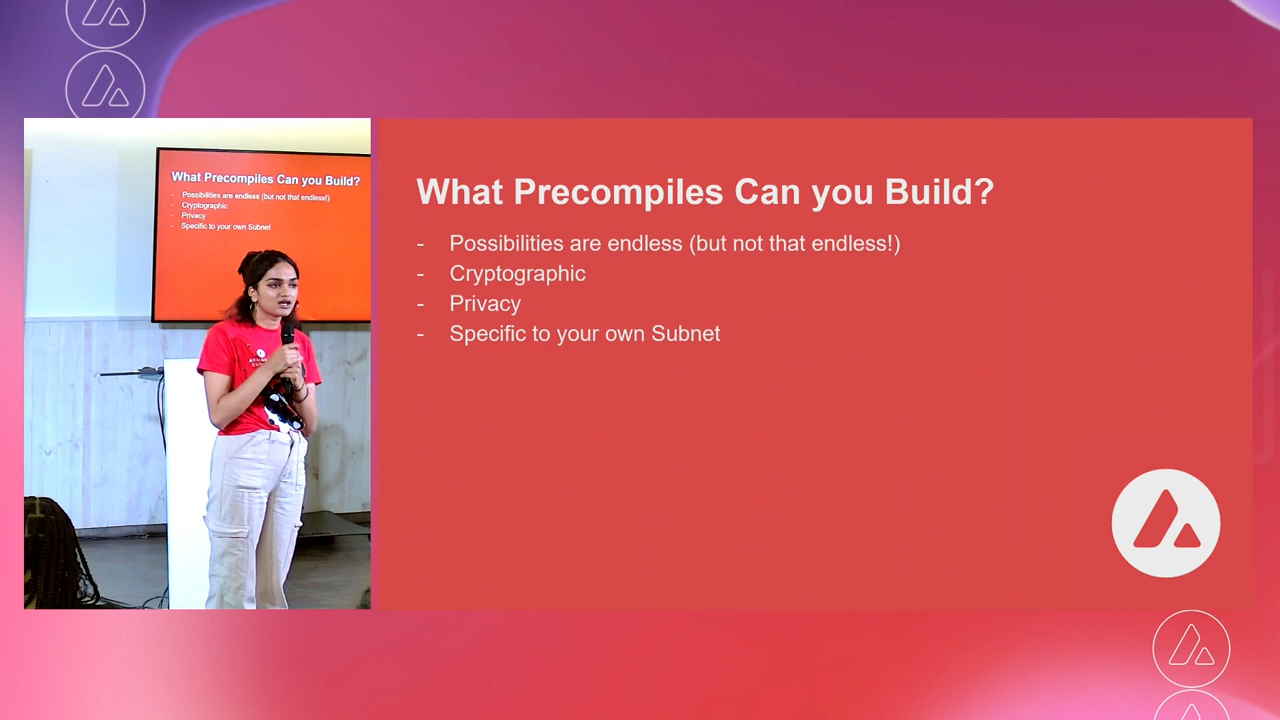 What Precompiles Can you Build?
- Possibilities are endless (but not that endless!)
- Cryptographic
- Privacy
- Specific to your own Subnet
What Precompiles Can you Build?
- Possibilities are endless (but not that endless!)
- Cryptographic
- Privacy
- Specific to your own Subnet